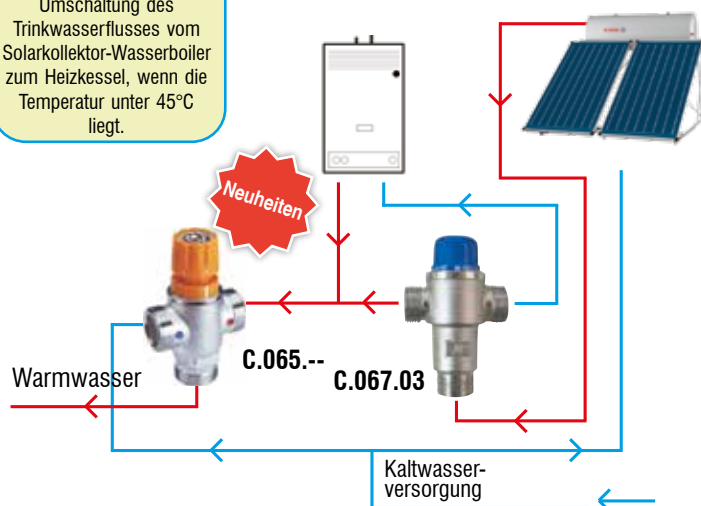 Umschaltung des
Trinkwasserflusses vom
Solarkollektor-Wasserboiler
zum Heizkessel, wenn die
Temperatur unter 45°C
liegt.
Neuheiten
C.065.--
C.067.03
Warmwasser
Kaltwasser-
versorgung